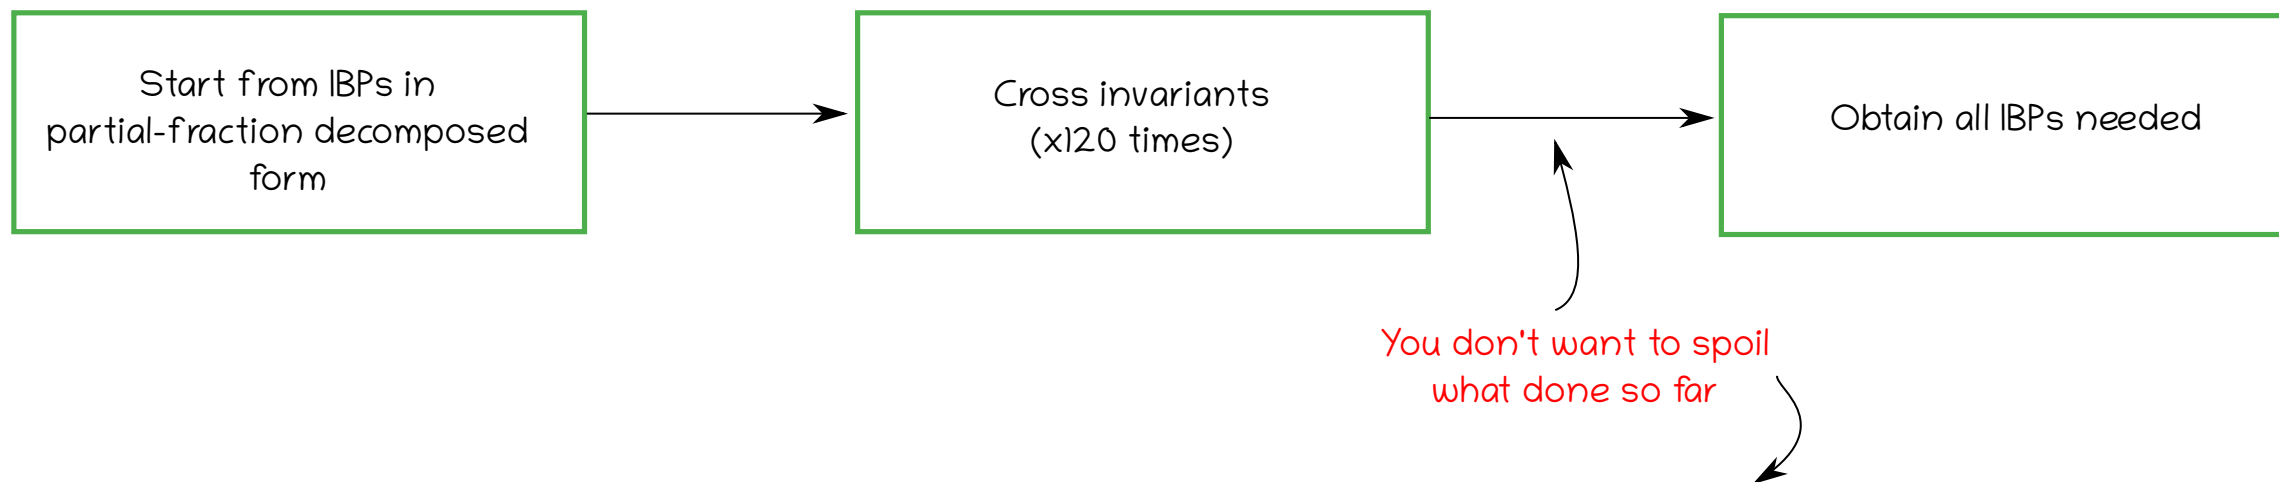 Start from IBPs in
partial-fraction decomposed
form
Cross invariants
(x120 times)
Obtain all IBPs needed
You don't want to spoil
what done so far